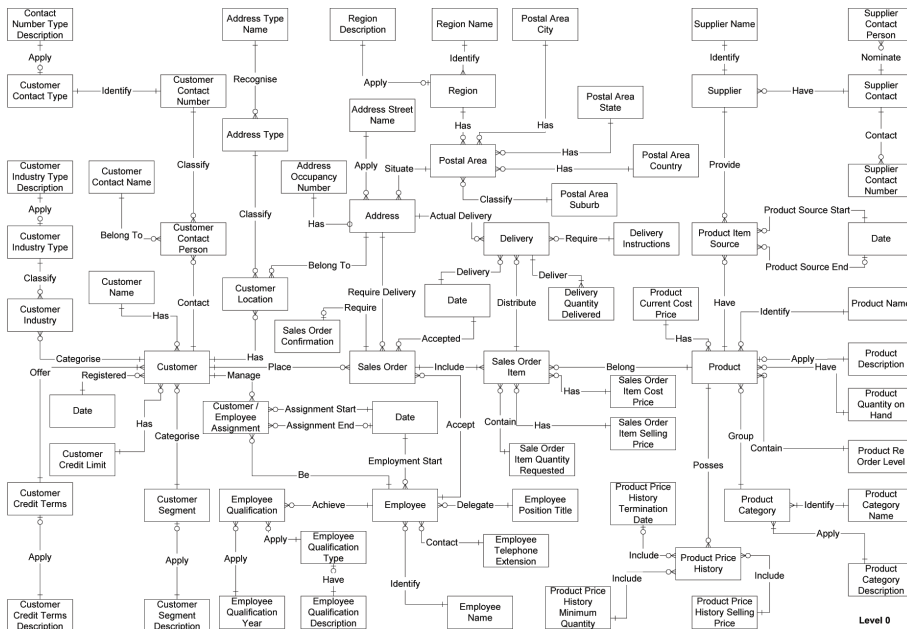 Contact
Number Type
Description
Address Type
Name
Region
Description
Region Name
Postal Area
City
Supplier Name
Supplier
Contact
Person
Apply
Recognise
Identify
Identify
Nominate
Customer
Contact Type
Identify
Customer
Contact
Number
Apply
Region
Has
Postal Area
State
Supplier
Have
Supplier
Contact
Address Street
Name
Has
Address Type
Has
Contact
Customer
Industry Type
Description
Customer
Contact Name
Classify
Address
Occupancy
Number
Apply
Situate
Postal Area
Has
Postal Area
Country
Provide
Supplier
Contact
Number
Apply
Classify
Classify
Postal Area
Suburb
Has
Address
Actual Delivery
Product Source Start
Customer
Industry Type
Belong To
Customer
Contact
Person
Delivery
Require
Delivery
Instructions
Product Item
Source
Date
Product Source End
Classify
Belong To
Delivery
Deliver
Customer
Industry
Customer
Name
Contact
Customer
Location
Require Delivery
Require
Date
Distribute
Delivery
Quantity
Delivered
Product
Current Cost
Price
Have
Identify
Product Name
Has
Sales Order
Confirmation
Accepted
Has
Categorise
Has
Offer
Registered
Customer
Manage
Place
Sales Order
Include
Sales Order
Item
Belong
Product
Apply
Product
Description
Have
Has
Sales Order
Item Cost
Price
Date
Has
Customer /
Employee
Assignment
Assignment Start
Assignment End
Date
Accept
Contain
Has
Sales Order
Item Selling
Price
Product
Quantity on
Hand
Categorise
Group
Contain
Customer
Credit Limit
Employment Start
Sale Order
Item Quantity
Requested
Posses
Product Re
Order Level
Be
Customer
Credit Terms
Customer
Segment
Employee
Qualification
Achieve
Employee
Delegate
Employee
Position Title
Product Price
History
Termination
Date
Product
Category
Identify
Product
Category
Name
Apply
Apply
Apply
Apply
Employee
Qualification
Type
Contact
Employee
Telephone
Extension
Include
Product Price
History
Apply
Have
Identify
Include
Include
Product
Category
Description
Customer
Credit Terms
Description
Customer
Segment
Description
Employee
Qualification
Year
Employee
Qualification
Description
Employee
Name
Product Price
History
Minimum
Quantity
Product Price
History Selling
Price
Level 0